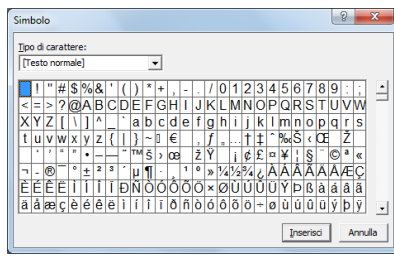 Simbolo
Tipo di carattere:
[Testo normale]
! " # $ % & ' ( ) * + , - . / 0 1 2 3 4 5 6 7 8 9 : ;
< = > ? @ A B C D E F G H I J K L M N O P Q R S T U V W
X Y Z [ \ ] ^ _ ` a b c d e f g h i j k l m n o p q r s
t u v w x y z { | } ~ □ € , ƒ „ … † ‡ ˆ ‰ Š ‹ Œ Ž
‘ ’ “ ” • – — ˜ ™ š › œ ž Ÿ ¡ ¢ £ ¤ ¥ ¦ § ¨ © ª «
¬ - ® ¯ ° ± ² ³ ´ µ ¶ · ¸ ¹ º » ¼ ½ ¾ ¿ À Á Â Ã Ä Å Æ Ç
È É Ê Ë Ì Í Î Ï Ð Ñ Ò Ó Ô Õ Ö × Ø Ù Ú Û Ü Ý Þ ß à á â ã
ä å æ ç è é ê ë ì í î ï ð ñ ò ó ô õ ö ÷ ø ù ú û ü ý þ ÿ
Inserisci Annulla